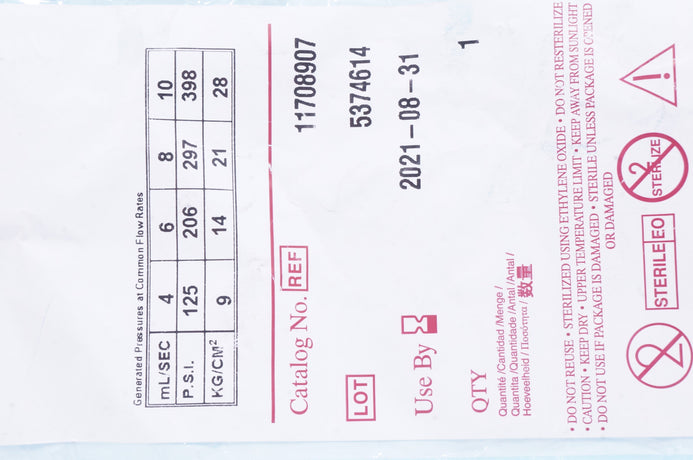 Generated Pressures at Common Flow Rates
mL/SEC 4 6 8 10
P.S.I. 125 206 297 398
KG/CM² 9 14 21 28
Catalog No. REF 11708907
LOT 5374614
Use By 2021-08-31
QTY 1
Quantité/Cantidad/Menge/
Quantita/Quantidade/Antal/Antal/
Hoeveelheid/Ποσότητα/数量
• DO NOT REUSE • STERILIZED USING ETHYLENE OXIDE • DO NOT RESTERILIZE
• CAUTION • KEEP DRY • UPPER TEMPERATURE LIMIT • KEEP AWAY FROM SUNLIGHT
• DO NOT USE IF PACKAGE IS DAMAGED • STERILE UNLESS PACKAGE IS OPENED
OR DAMAGED
2
STERILE EO
2
STERILIZE
!